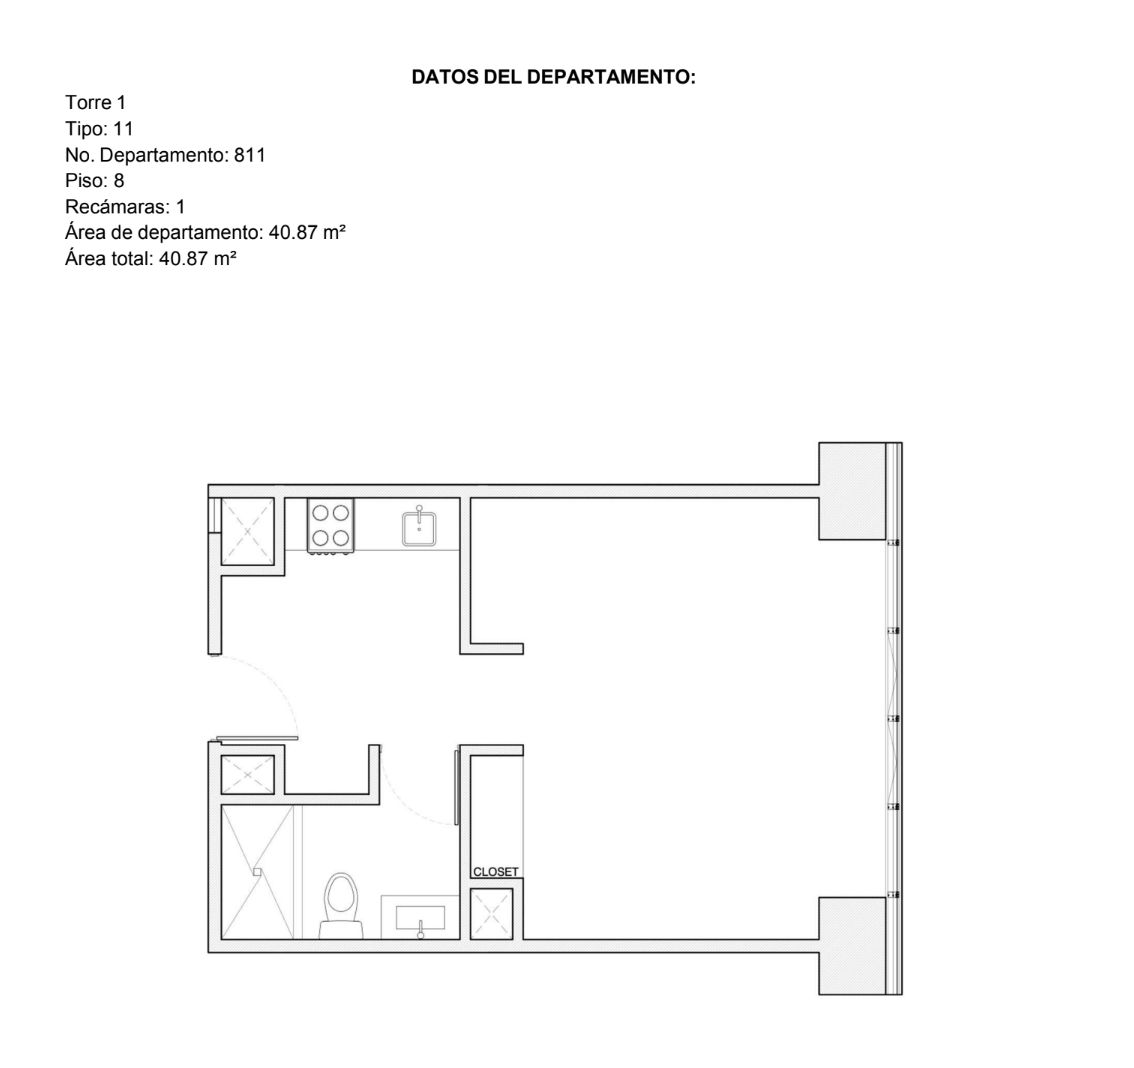 DATOS DEL DEPARTAMENTO:
Torre 1
Tipo: 11
No. Departamento: 811
Piso: 8
Recámaras: 1
Área de departamento: 40.87 m²
Área total: 40.87 m²
CLOSET